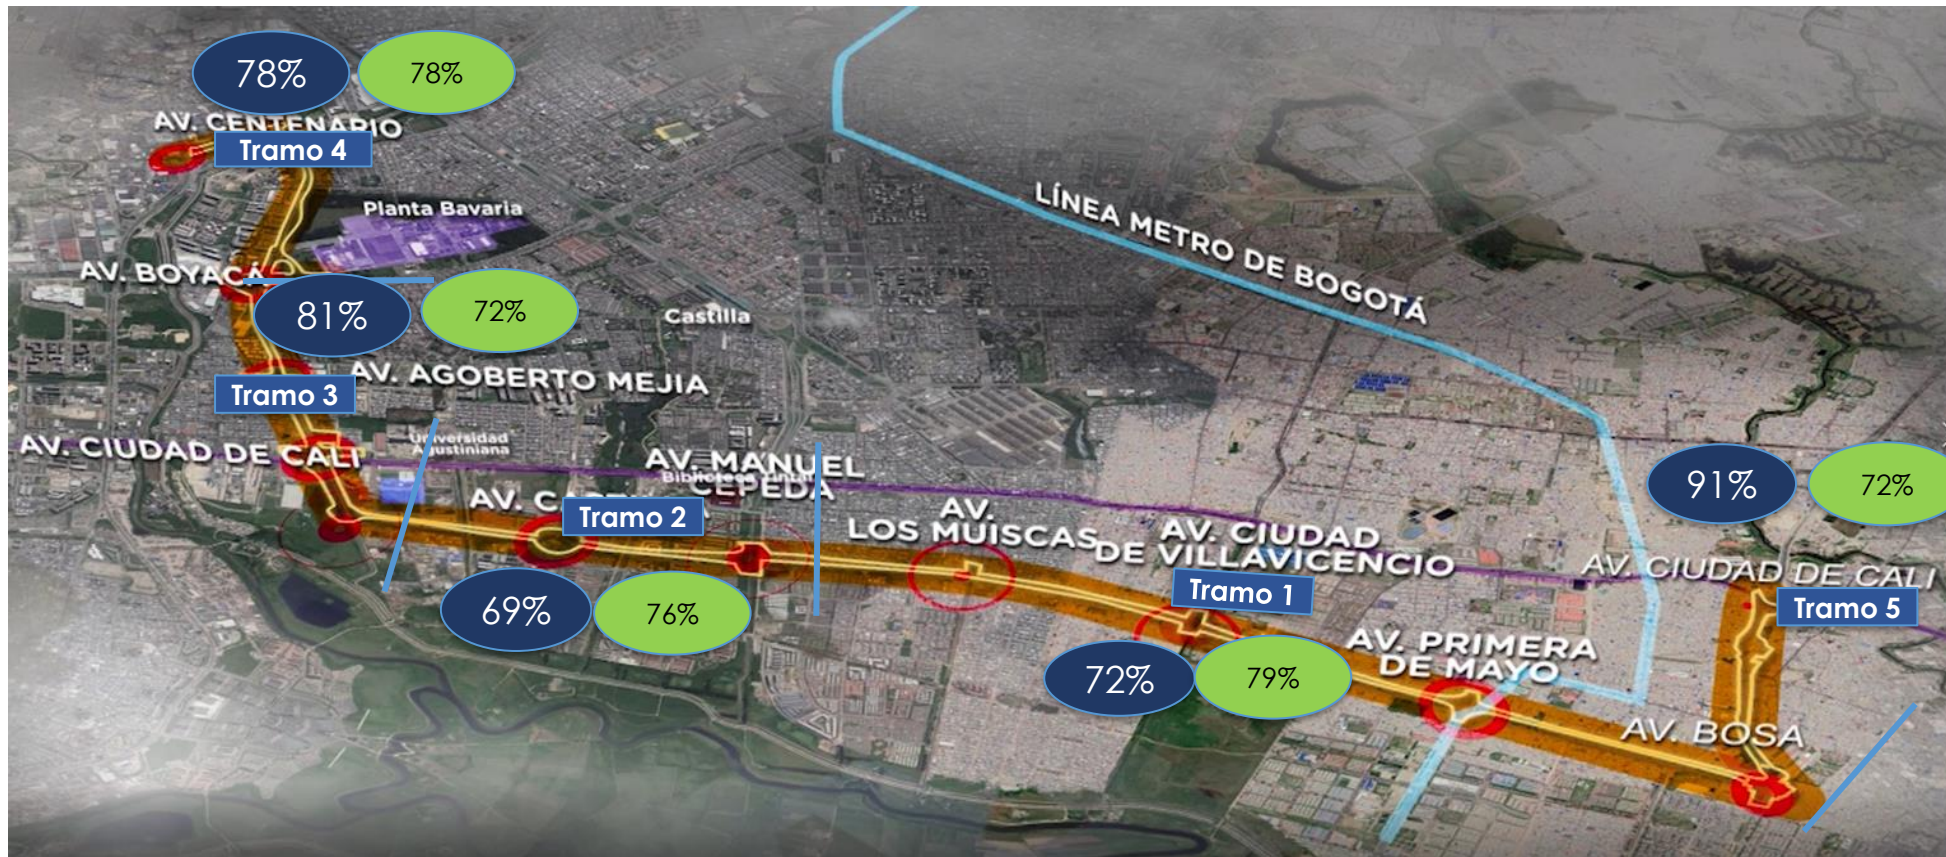 78%
78%
AV. CENTENARIO
Tramo 4
Planta Bavaria
LÍNEA METRO DE BOGOTÁ
AV. BOYACÁ
81%
72%
Castilla
AV. AGOBERTO MEJIA
Tramo 3
Universidad
Agustiniana
AV. CIUDAD DE CALI
AV. MANUEL
CEPEDA
Biblioteca
AV.
Tramo 2
AV.
LOS MUISCAS
AV. CIUDAD
DE VILLAVICENCIO
91%
72%
AV. CIUDAD DE CALI
Tramo 1
Tramo 5
69%
76%
AV. PRIMERA
DE MAYO
72%
79%
AV. BOSA